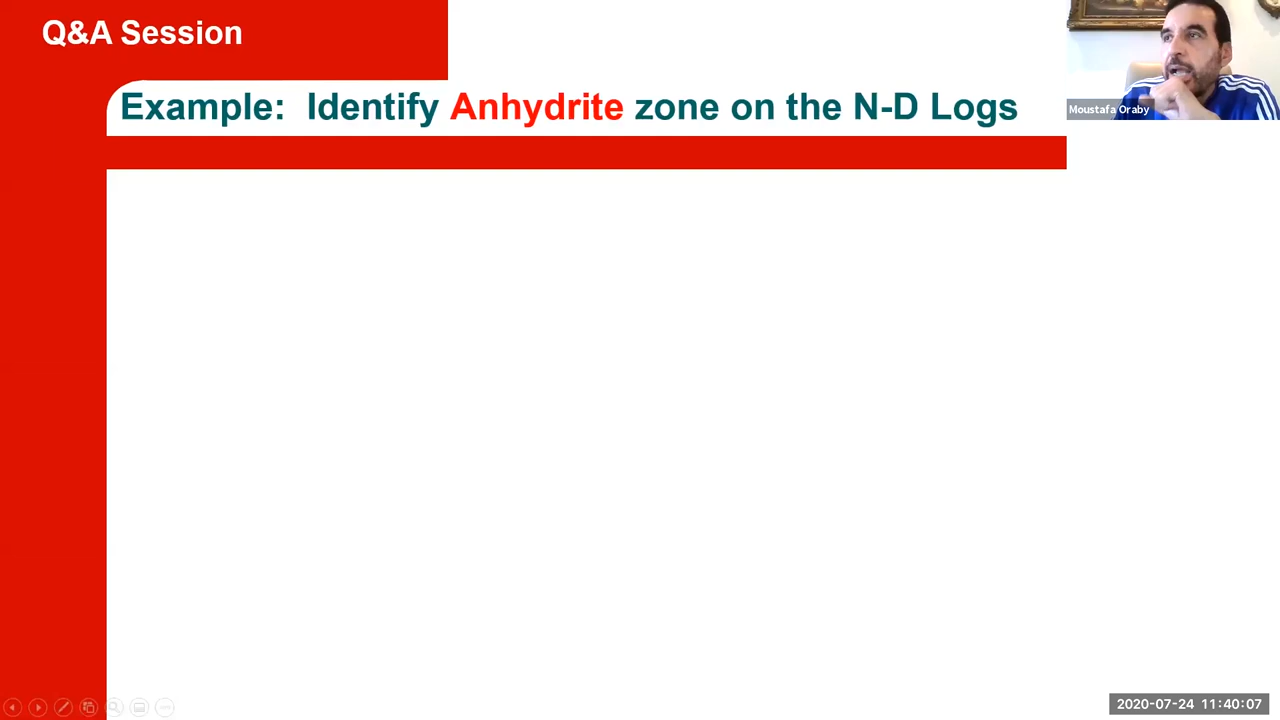 Q&A Session
Example: Identify Anhydrite zone on the N-D Logs
Moustafa Oraby
2020-07-24 11:40:07